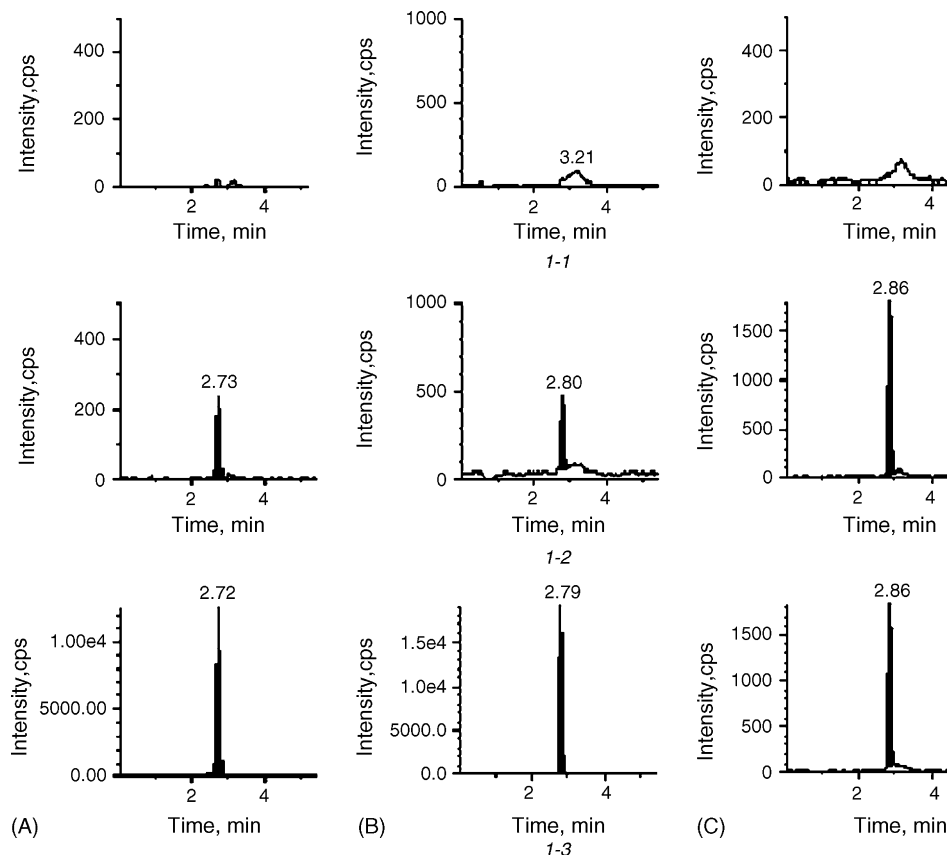 400
200
0
Intensity,cps
2 4
Time, min
1000
500
0
Intensity,cps
3.21
2 4
Time, min
400
200
0
Intensity,cps
2 4
Time, min
1-1
400
200
0
Intensity,cps
2.73
2 4
Time, min
1000
500
0
Intensity,cps
2.80
2 4
Time, min
1500
1000
500
0
Intensity,cps
2.86
2 4
Time, min
1-2
1.00e4
5000.00
0.00
Intensity,cps
2.72
2 4
Time, min
1.5e4
1.0e4
5000.0
0.0
Intensity,cps
2.79
2 4
Time, min
1500
1000
500
0
Intensity,cps
2.86
2 4
Time, min
(A)
(B)
(C)
1-3